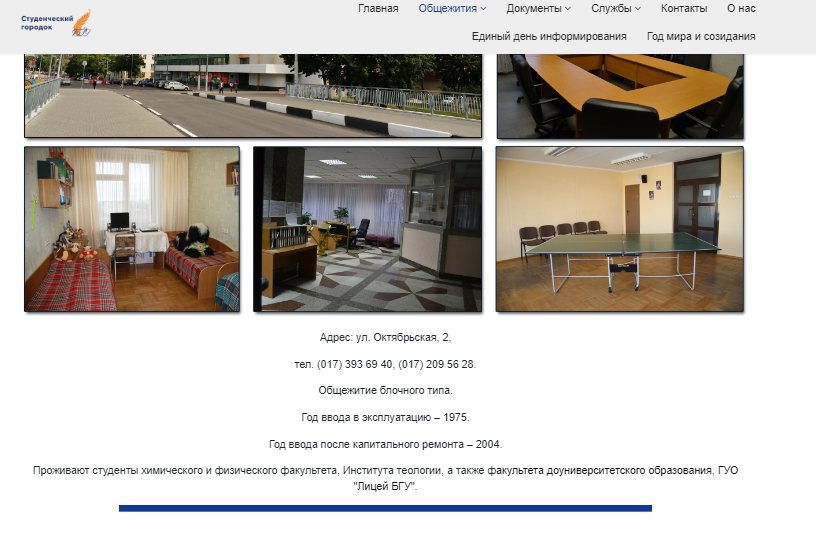 Студенческий
городок
Главная Общежития Документы Службы Контакты О нас
Единый день информирования Год мира и созидания
Адрес: ул. Октябрьская, 2,
тел. (017) 393 69 40, (017) 209 56 28.
Общежитие блочного типа.
Год ввода в эксплуатацию – 1975.
Год ввода после капитального ремонта – 2004.
Проживают студенты химического и физического факультета, Института теологии, а также факультета доуниверситетского образования, ГУО
"Лицей БГУ".